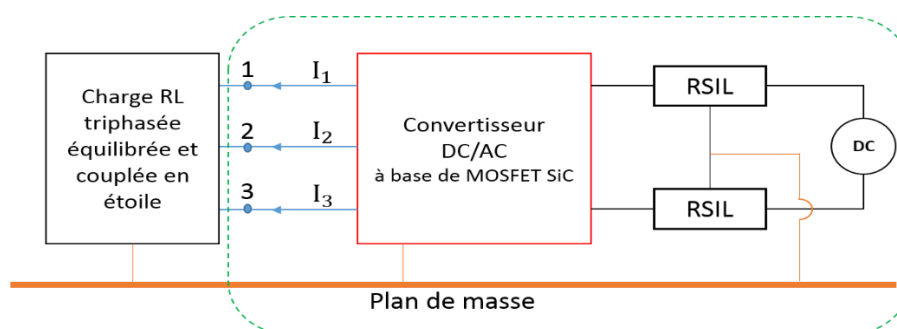 Charge RL
triphasée
équilibrée et
couplée en
étoile
1
I₁
2
I₂
3
I₃
Convertisseur
DC/AC
à base de MOSFET SiC
RSIL
DC
RSIL
Plan de masse